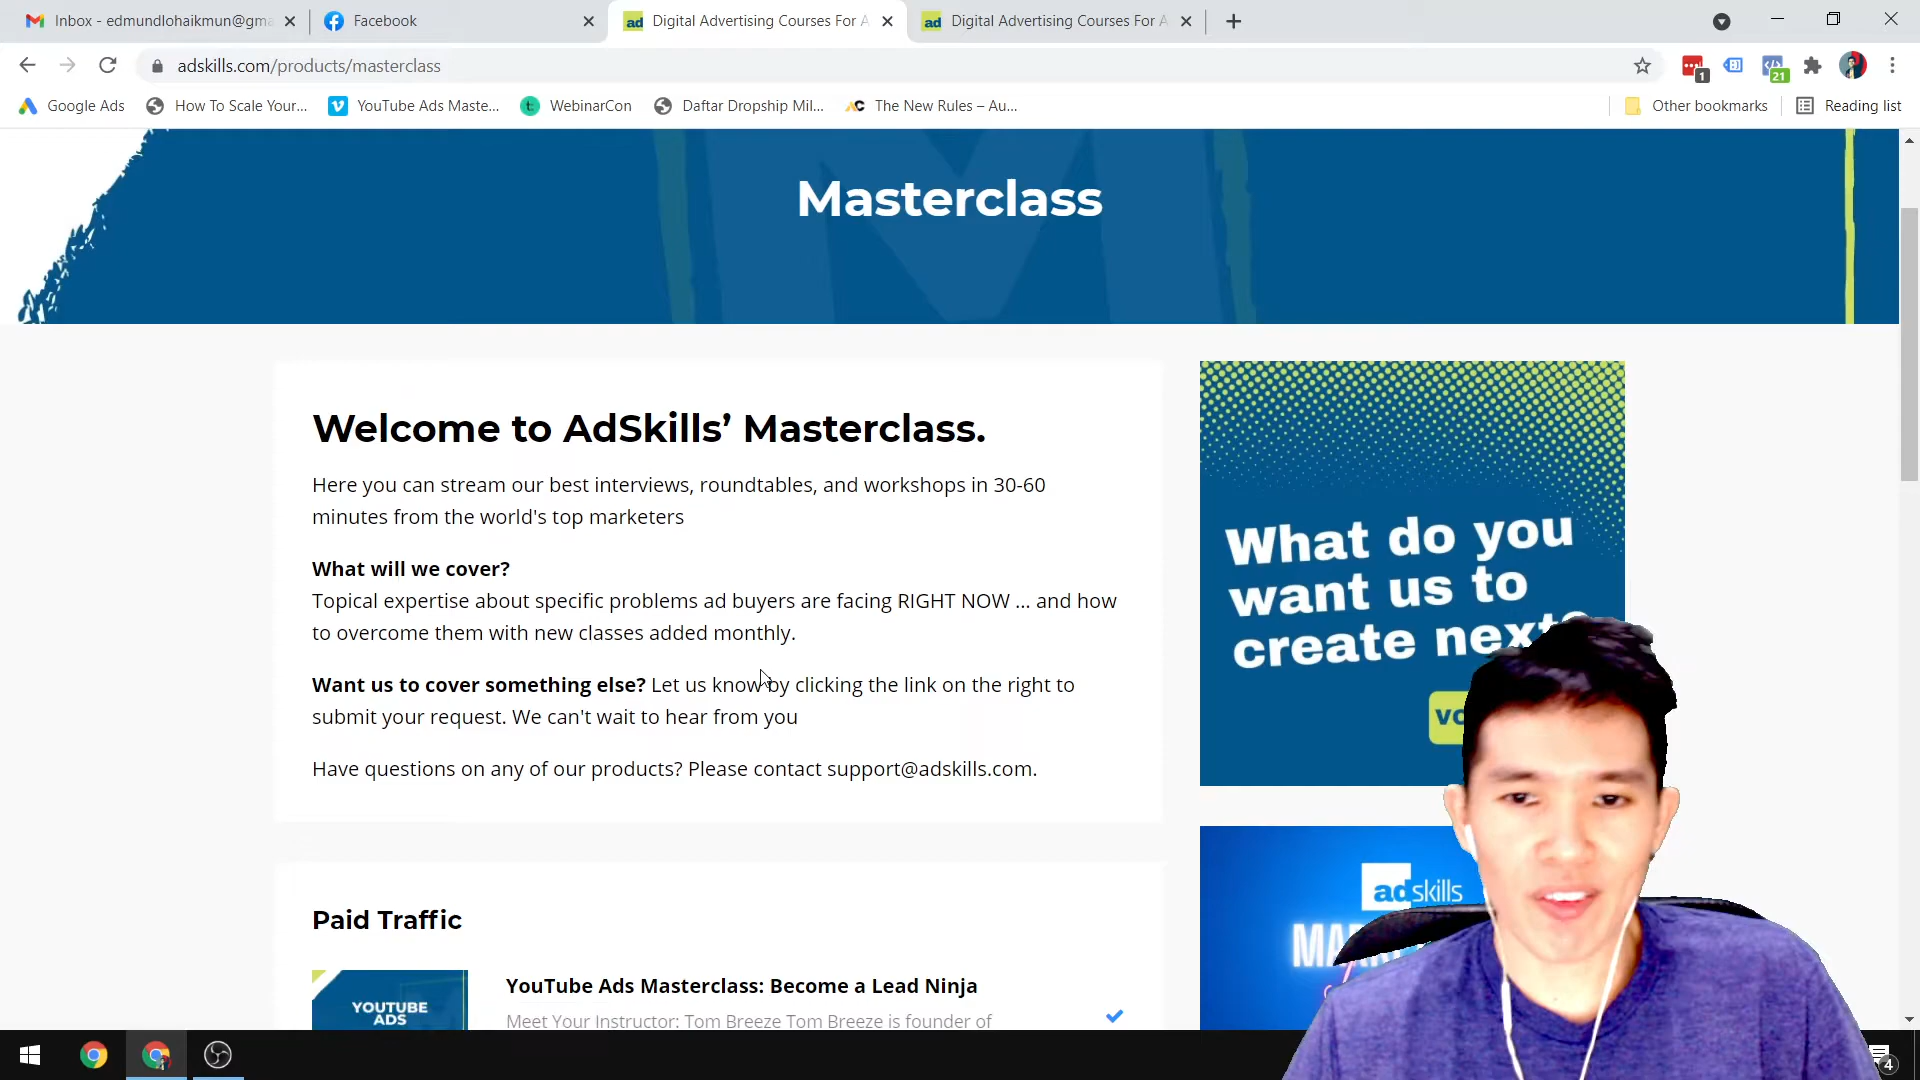 Inbox - edmundlohaikmun@gma
Facebook
Digital Advertising Courses For A
Digital Advertising Courses For A
adskills.com/products/masterclass
1
21
Google Ads
How To Scale Your...
YouTube Ads Maste...
WebinarCon
Daftar Dropship Mil...
The New Rules – Au...
Other bookmarks
Reading list
Masterclass
Welcome to AdSkills’ Masterclass.
Here you can stream our best interviews, roundtables, and workshops in 30-60
minutes from the world's top marketers
What will we cover?
Topical expertise about specific problems ad buyers are facing RIGHT NOW ... and how
to overcome them with new classes added monthly.
Want us to cover something else? Let us know by clicking the link on the right to
submit your request. We can't wait to hear from you
Have questions on any of our products? Please contact support@adskills.com.
What do you
want us to
create next?
Paid Traffic
YOUTUBE
ADS
YouTube Ads Masterclass: Become a Lead Ninja
Meet Your Instructor: Tom Breeze Tom Breeze is founder of
adskills
4